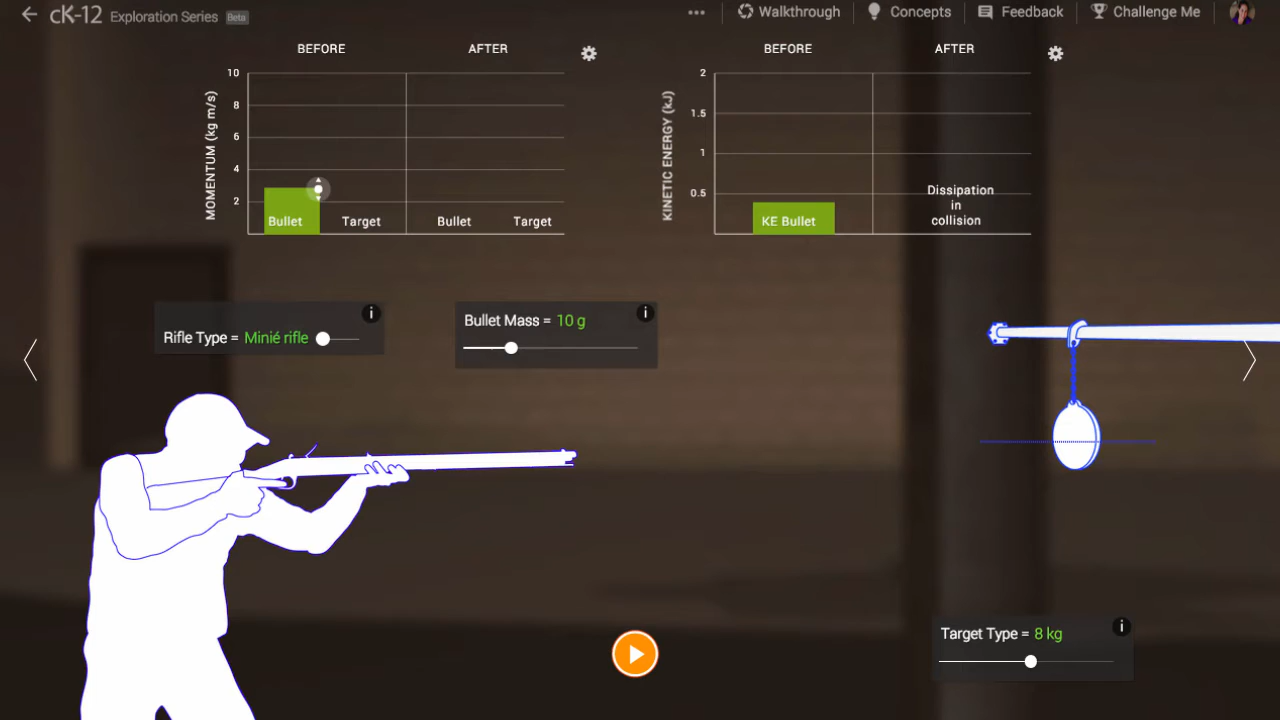 cK-12 Exploration Series Beta
Walkthrough
Concepts
Feedback
Challenge Me
BEFORE AFTER
MOMENTUM (kg m/s)
10
8
6
4
2
Bullet Target Bullet Target
BEFORE AFTER
KINETIC ENERGY (kJ)
2
1.5
1
0.5
KE Bullet
Dissipation
in
collision
Rifle Type = Minié rifle
i
Bullet Mass = 10 g
i
Target Type = 8 kg
i